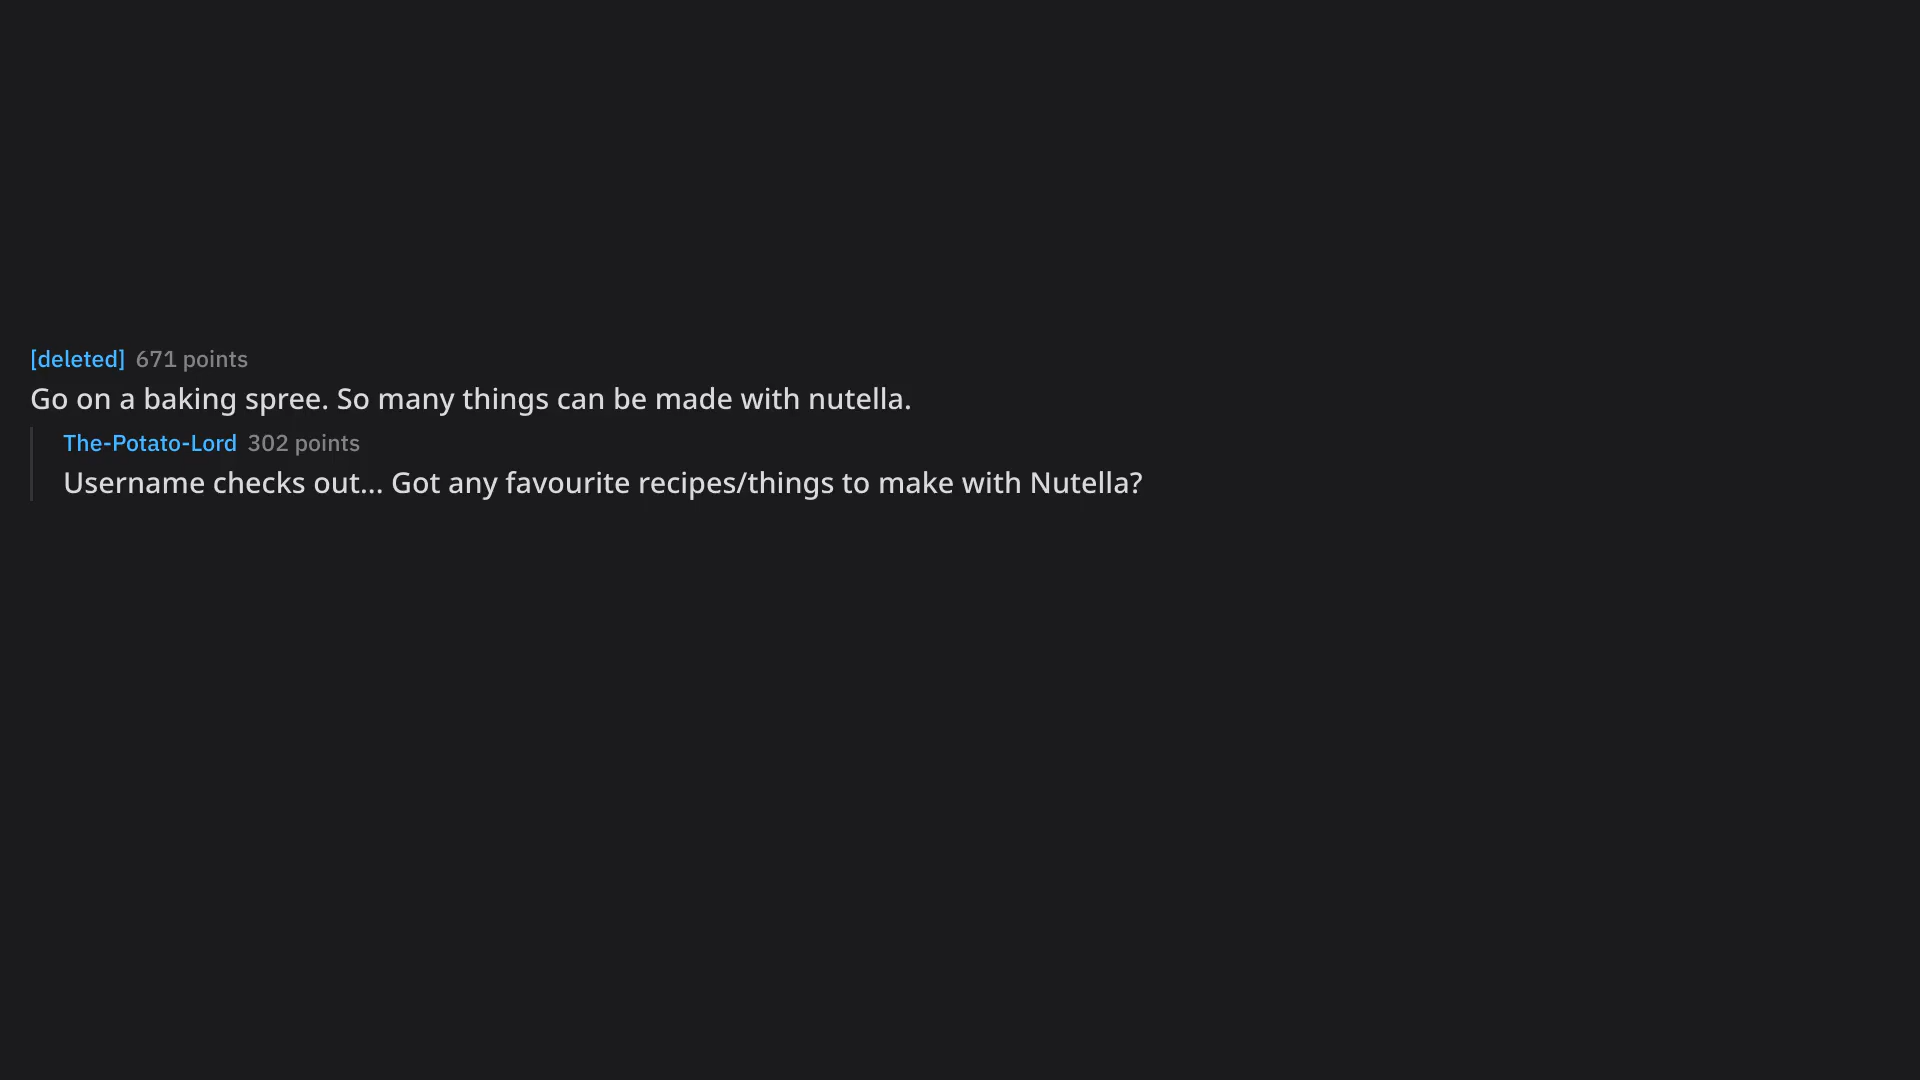 [deleted] 671 points
Go on a baking spree. So many things can be made with nutella.
The-Potato-Lord 302 points
Username checks out... Got any favourite recipes/things to make with Nutella?